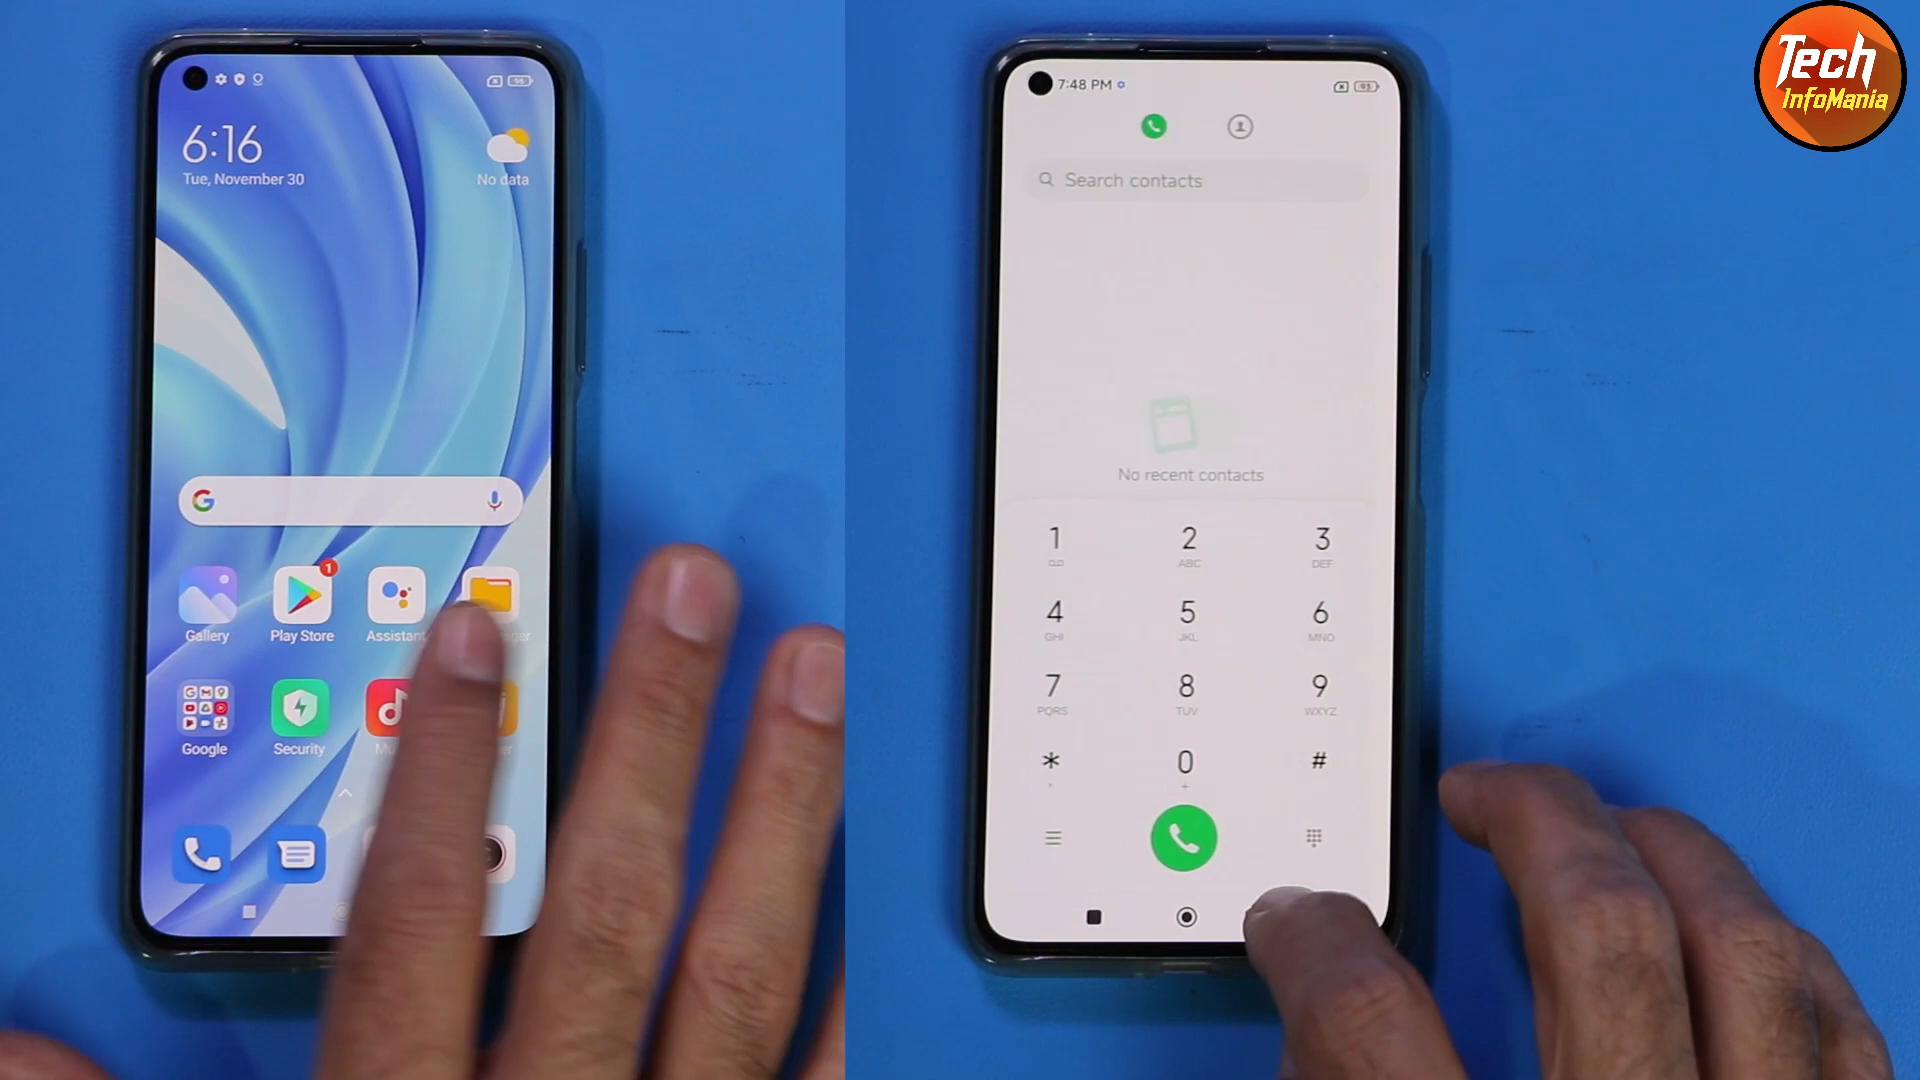 6:16
Tue, November 30
No data
Gallery
1
Play Store
Assistant
Google
Security
7:48 PM
93
Search contacts
No recent contacts
1
2
ABC
3
DEF
4
GHI
5
JKL
6
MNO
7
PQRS
8
TUV
9
WXYZ
*
0
+
#
Tech
InfoMania